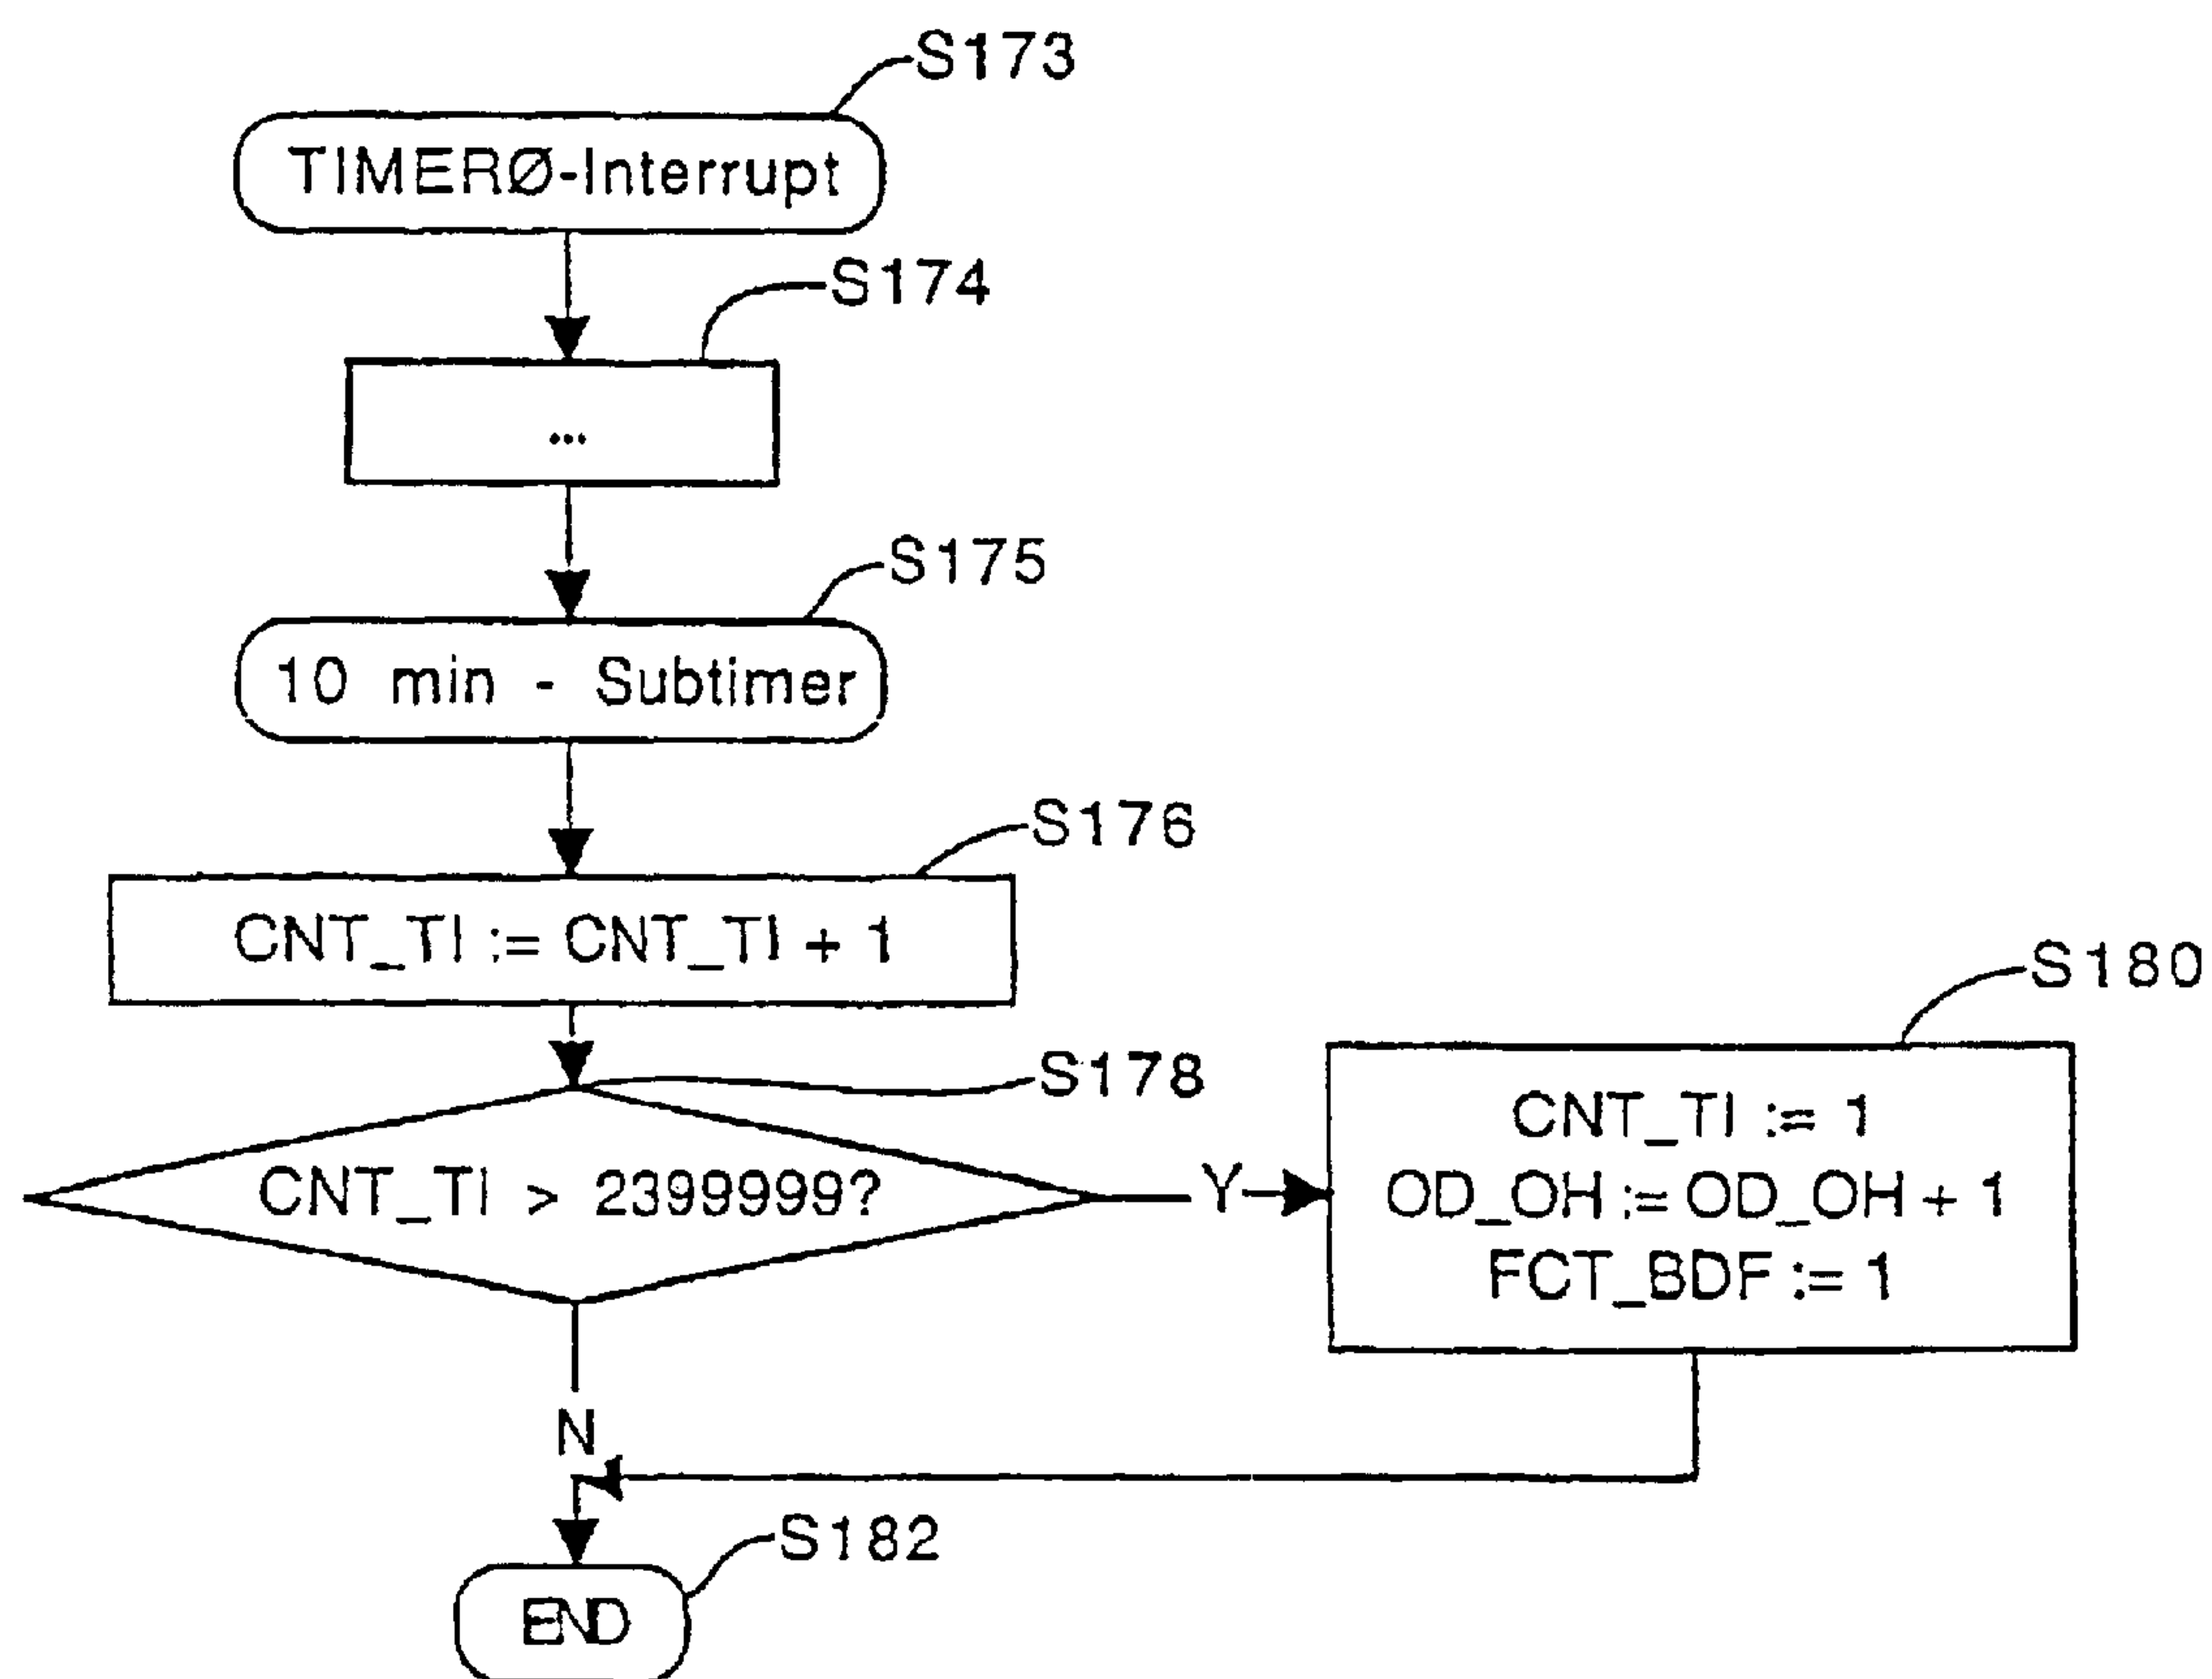 S173
TIMERØ-Interrupt
S174
...
S175
10 min - Subtimer
S176
CNT_TI := CNT_TI + 1
S180
S178
CNT_TI := 1
CNT_TI > 2399999?
Y
OD_OH := OD_OH + 1
FCT_BDF := 1
N
S182
END